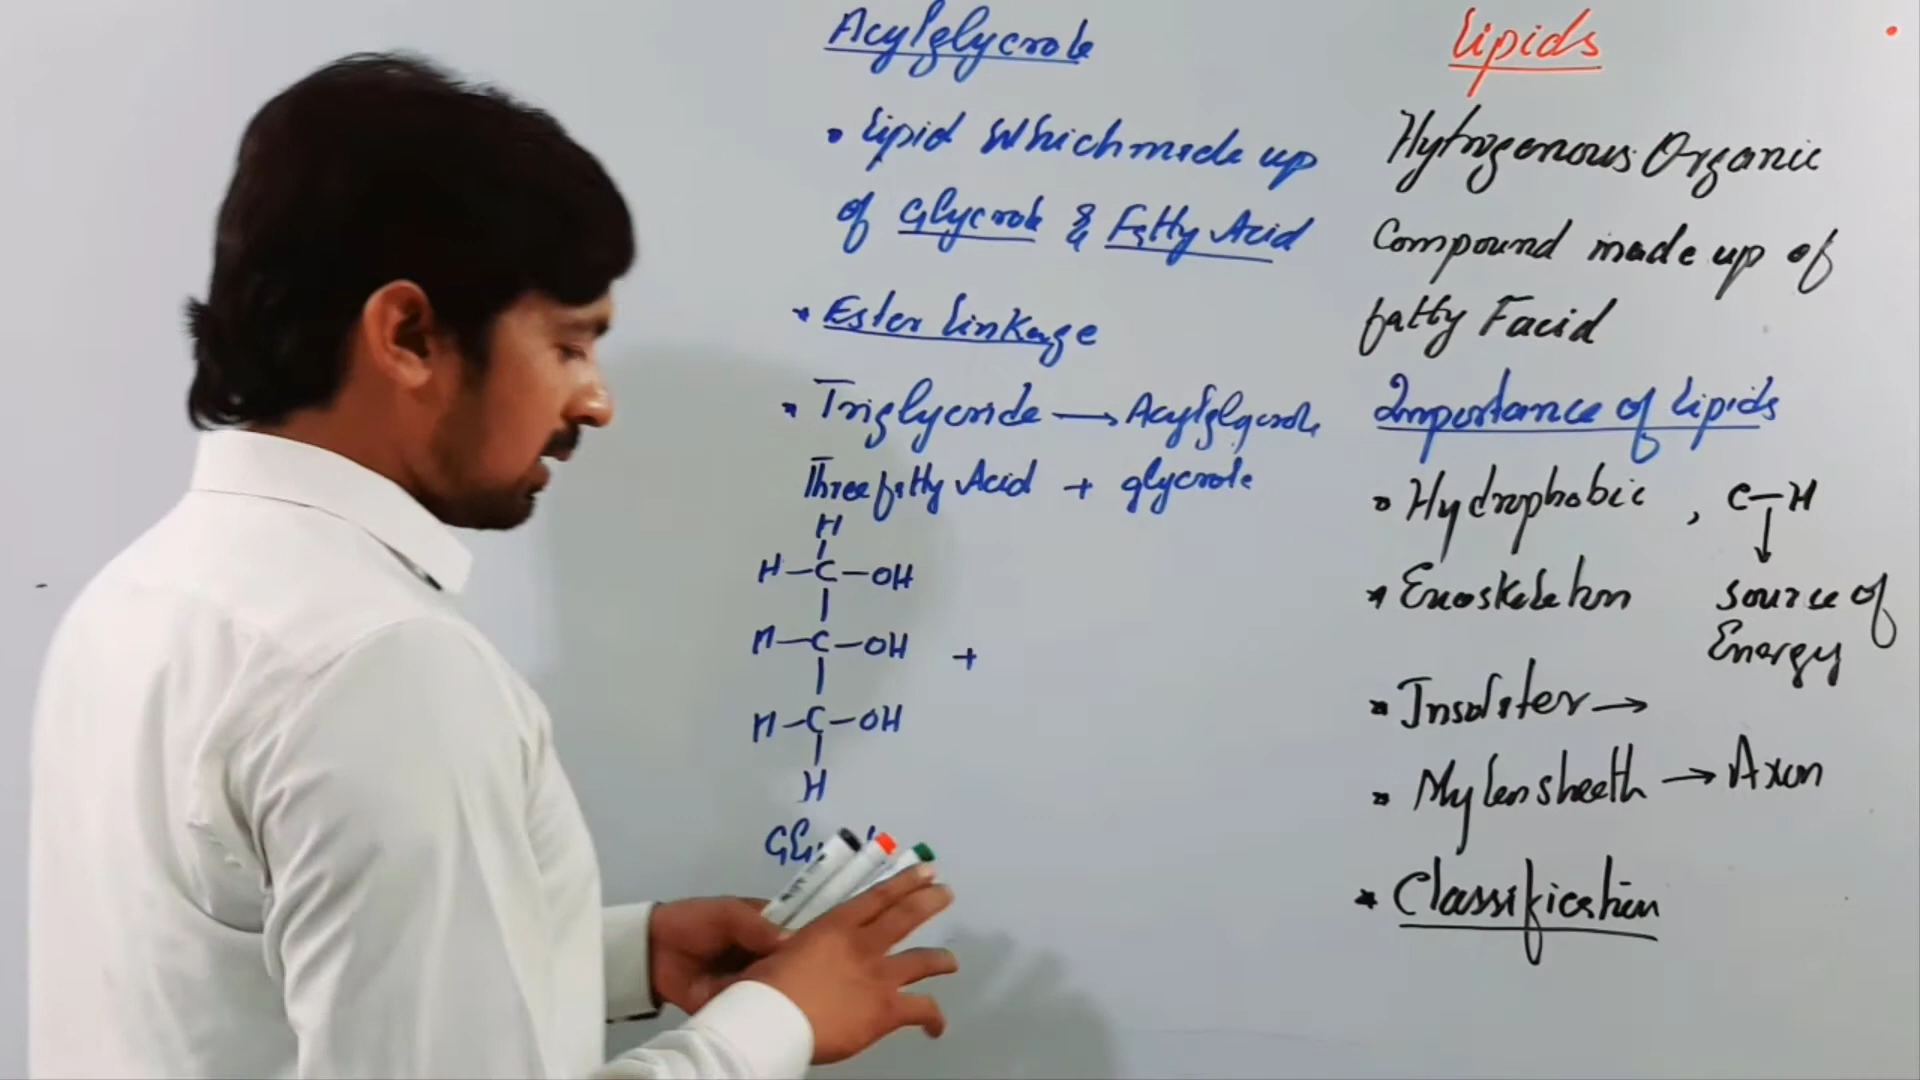 Acylglycrole
• Lipid Which made up
of Glycrole & Fatty Acid
* Ester Linkage
* Triglyceride → Acylglycrole
Three fatty Acid + glycrole
H
H—C—OH
H—C—OH +
H—C—OH
H
Lipids
Hytrogenous Organic
Compound made up of
fatty Facid
Importance of Lipids
• Hydrophobic , C—H
* Exoskeleton source of
Energy
* Insulater →
* Mylensheeth → Axon
* Classification